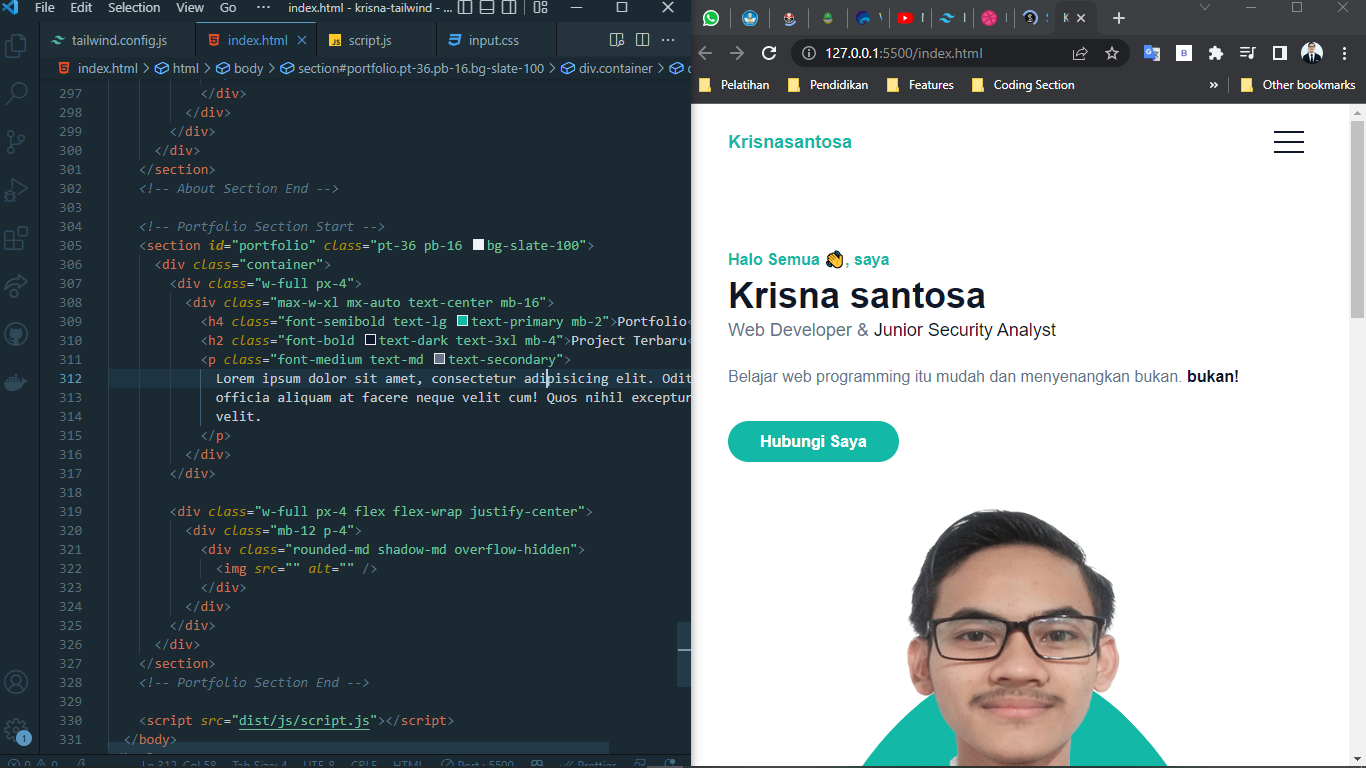 File Edit Selection View Go ··· index.html - krisna-tailwind - ...
tailwind.config.js index.html script.js input.css ···
index.html > html > body > section#portfolio.pt-36.pb-16.bg-slate-100 > div.container >
297 </div>
298 </div>
299 </div>
300 </div>
301 </section>
302 <!-- About Section End -->
303
304 <!-- Portfolio Section Start -->
305 <section id="portfolio" class="pt-36 pb-16 bg-slate-100">
306 <div class="container">
307 <div class="w-full px-4">
308 <div class="max-w-xl mx-auto text-center mb-16">
309 <h4 class="font-semibold text-lg text-primary mb-2">Portfolio<
310 <h2 class="font-bold text-dark text-3xl mb-4">Project Terbaru<
311 <p class="font-medium text-md text-secondary">
312 Lorem ipsum dolor sit amet, consectetur adipisicing elit. Odit
313 officia aliquam at facere neque velit cum! Quos nihil exceptur
314 velit.
315 </p>
316 </div>
317 </div>
318
319 <div class="w-full px-4 flex flex-wrap justify-center">
320 <div class="mb-12 p-4">
321 <div class="rounded-md shadow-md overflow-hidden">
322 <img src="" alt="" />
323 </div>
324 </div>
325 </div>
326 </div>
327 </section>
328 <!-- Portfolio Section End -->
329
330 <script src="dist/js/script.js"></script>
331 </body>
1
0 0 Ln 312, Col 58 Tab Size: 4 UTF-8 CRLF HTML Port : 5500 Prettier
127.0.0.1:5500/index.html
Pelatihan Pendidikan Features Coding Section » Other bookmarks
Krisnasantosa
Halo Semua 👋, saya
Krisna santosa
Web Developer & Junior Security Analyst
Belajar web programming itu mudah dan menyenangkan bukan. bukan!
Hubungi Saya